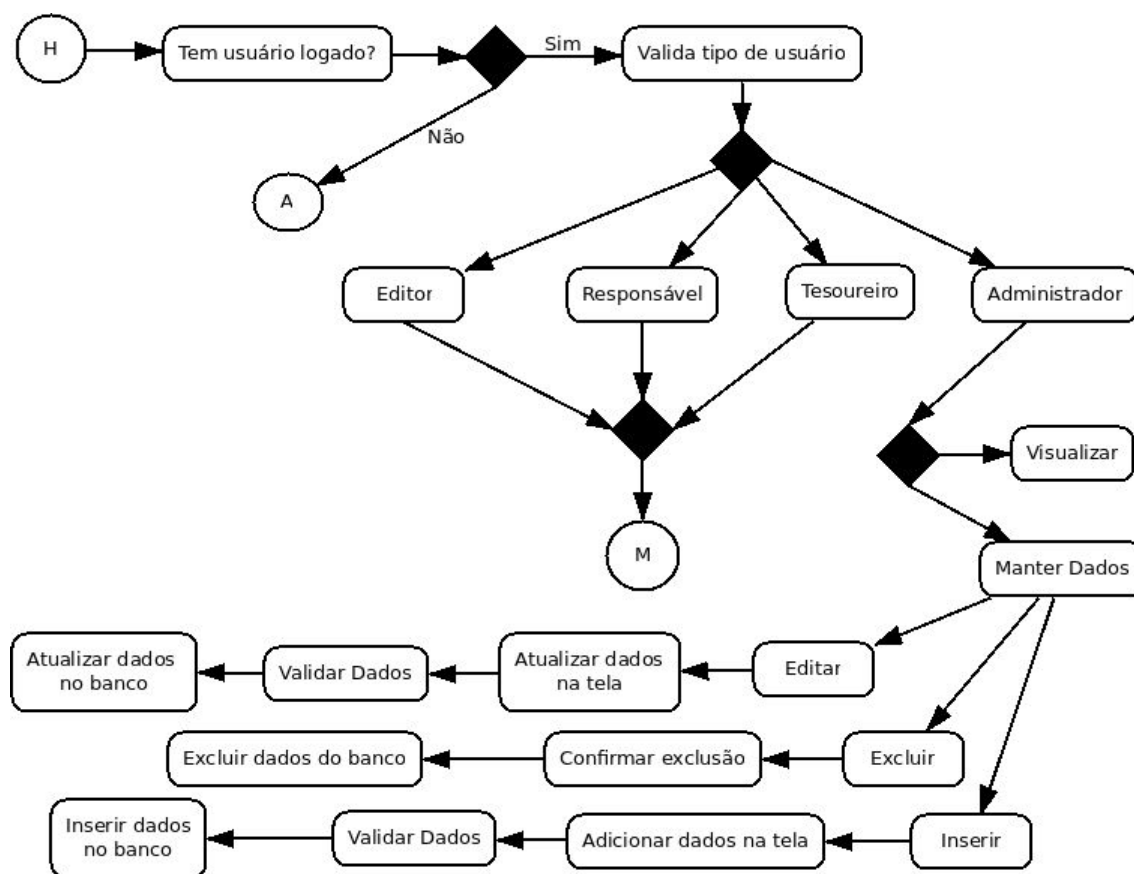 H
Tem usuário logado?
Sim
Valida tipo de usuário
Não
A
Editor
Responsável
Tesoureiro
Administrador
Visualizar
M
Manter Dados
Atualizar dados
no banco
Validar Dados
Atualizar dados
na tela
Editar
Excluir dados do banco
Confirmar exclusão
Excluir
Inserir dados
no banco
Validar Dados
Adicionar dados na tela
Inserir